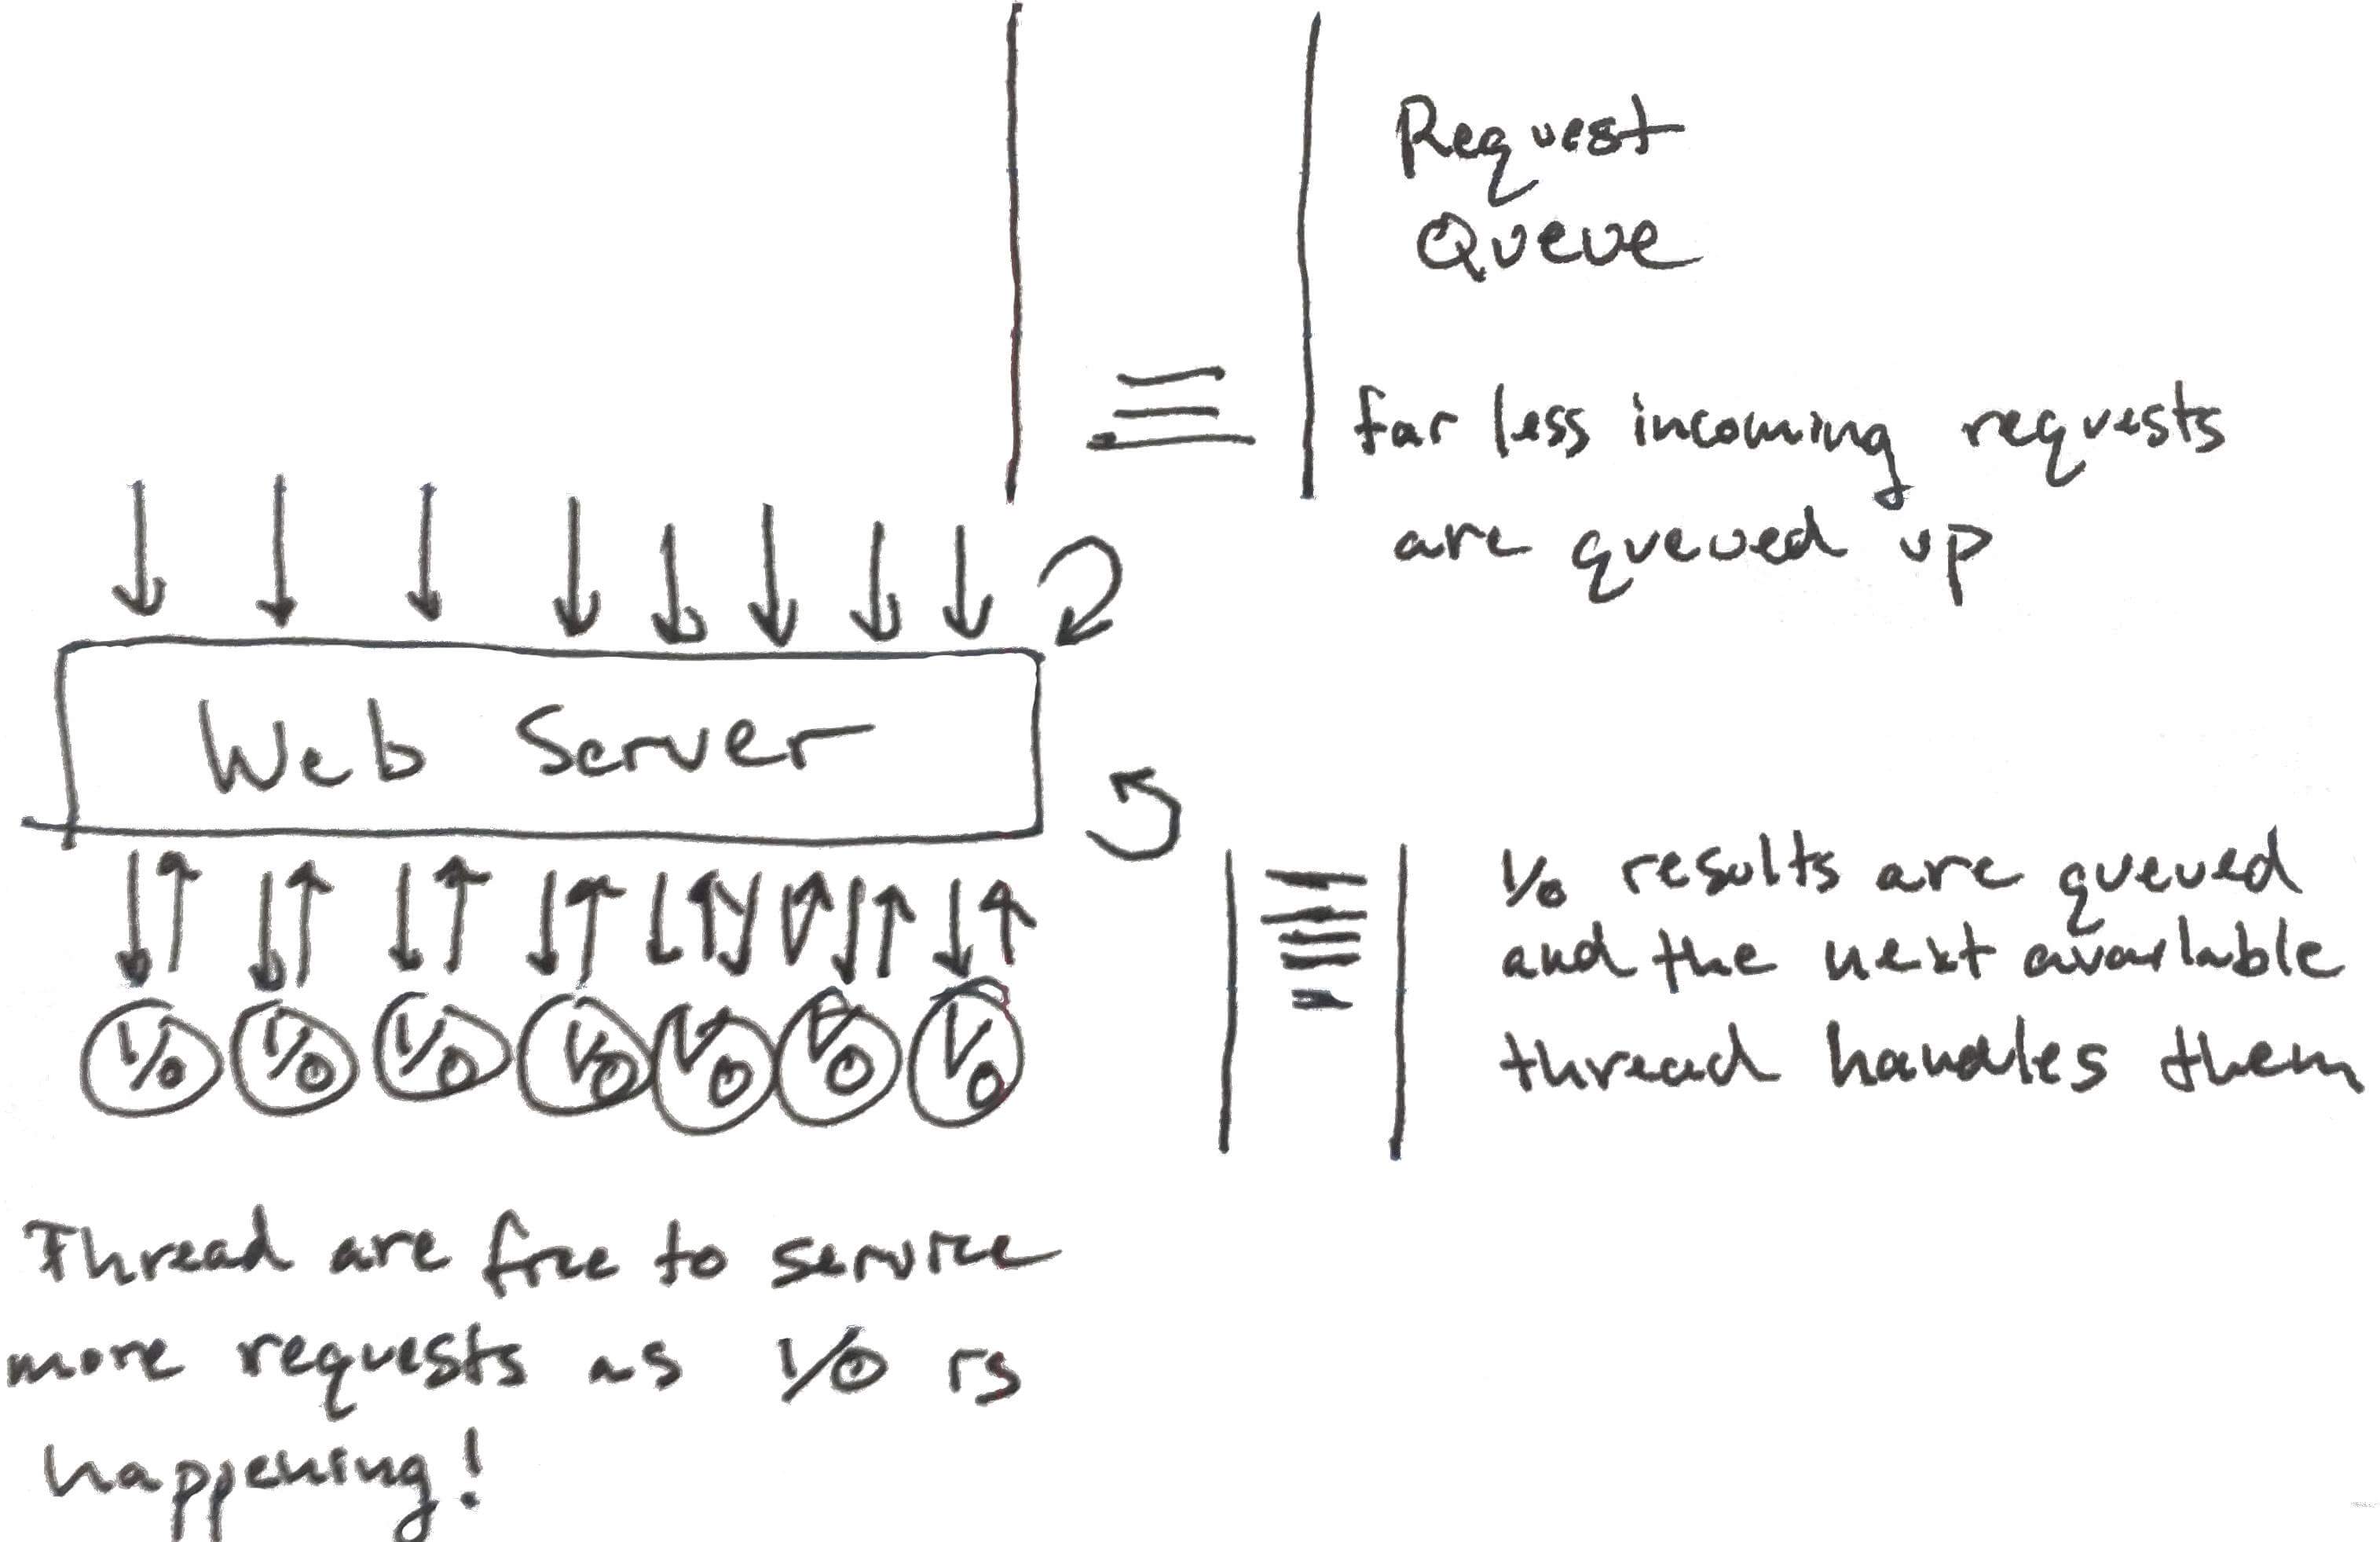 Request
Queue
far less incoming requests
are queued up
Web Server
I/O results are queued
and the next available
thread handles them
I/O I/O I/O I/O I/O I/O I/O
Thread are free to service
more requests as I/O is
happening!